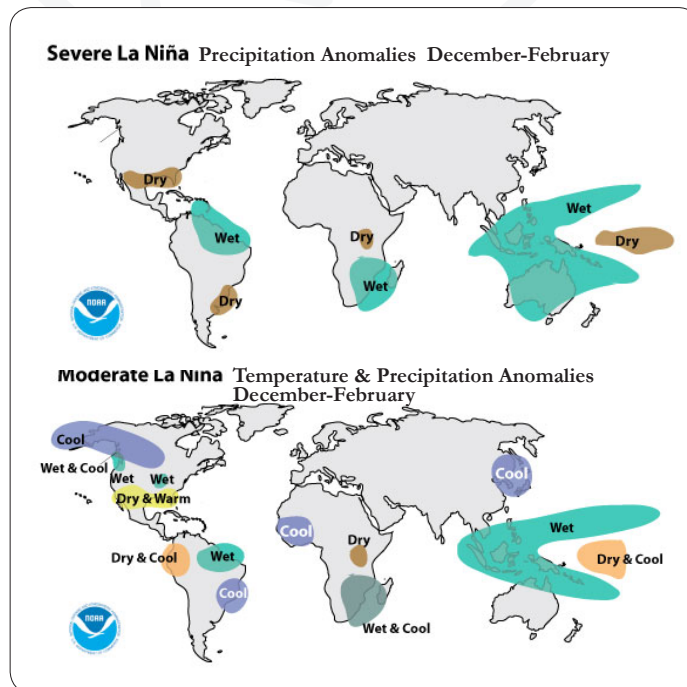 Severe La Niña Precipitation Anomalies December-February
Dry
Wet
Dry
Dry
Wet
Wet
Dry
NOAA
Moderate La Nina Temperature & Precipitation Anomalies
December-February
Cool
Wet & Cool
Wet
Wet
Dry & Warm
Cool
Cool
Dry & Cool
Wet
Cool
Dry
Wet & Cool
Wet
Dry & Cool
NOAA